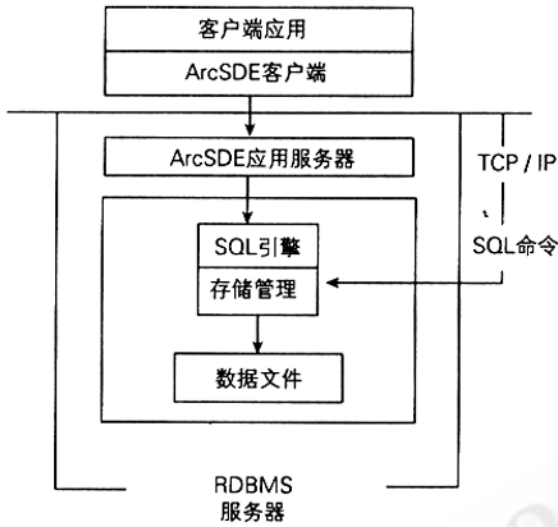 客户端应用
ArcSDE客户端
ArcSDE应用服务器
TCP / IP
SQL引擎
SQL命令
存储管理
数据文件
RDBMS
服务器